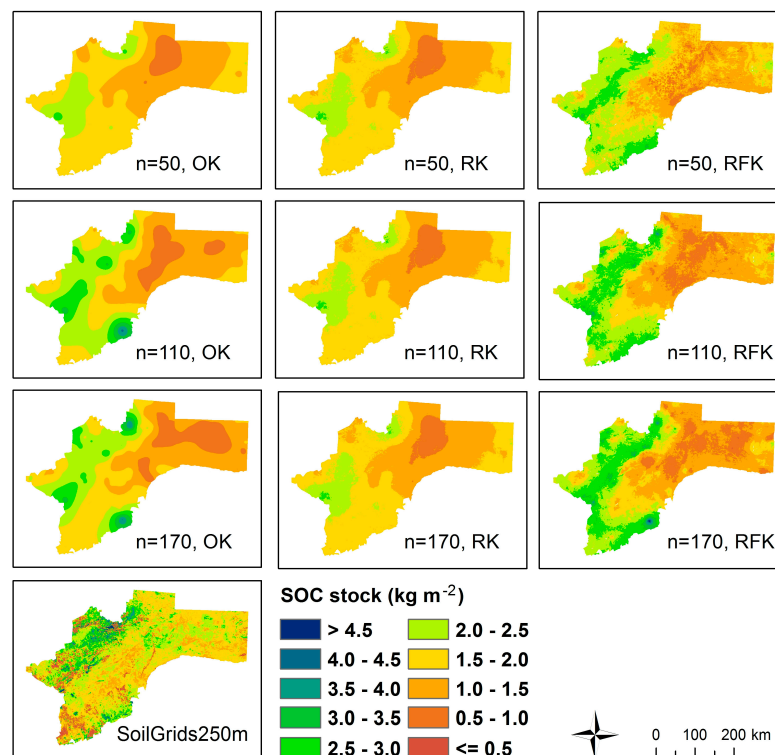 n=50, OK
n=50, RK
n=50, RFK
n=110, OK
n=110, RK
n=110, RFK
n=170, OK
n=170, RK
n=170, RFK
SoilGrids250m
SOC stock (kg m-2)
> 4.5
2.0 - 2.5
4.0 - 4.5
1.5 - 2.0
3.5 - 4.0
1.0 - 1.5
3.0 - 3.5
0.5 - 1.0
2.5 - 3.0
<= 0.5
0 100 200 km